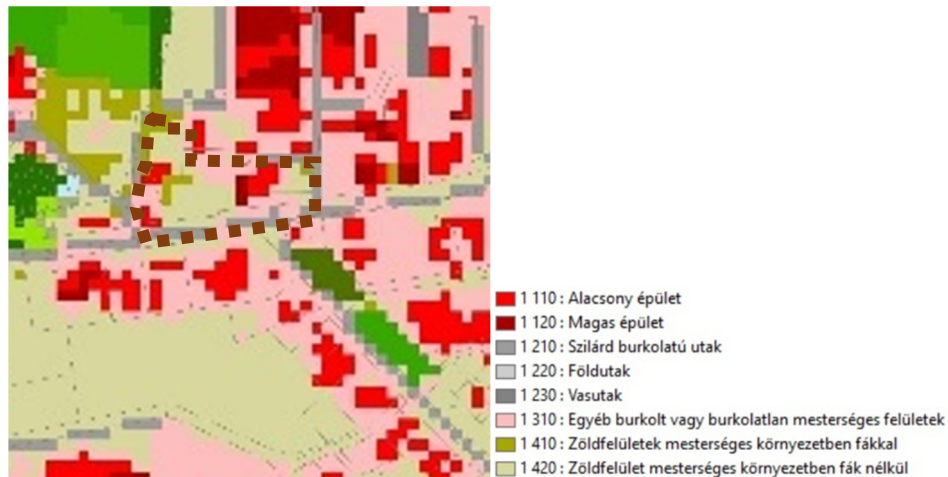 1 110 : Alacsony épület
1 120 : Magas épület
1 210 : Szilárd burkolatú utak
1 220 : Földutak
1 230 : Vasutak
1 310 : Egyéb burkolt vagy burkolatlan mesterséges felületek
1 410 : Zöldfelületek mesterséges környezetben fákkal
1 420 : Zöldfelület mesterséges környezetben fák nélkül